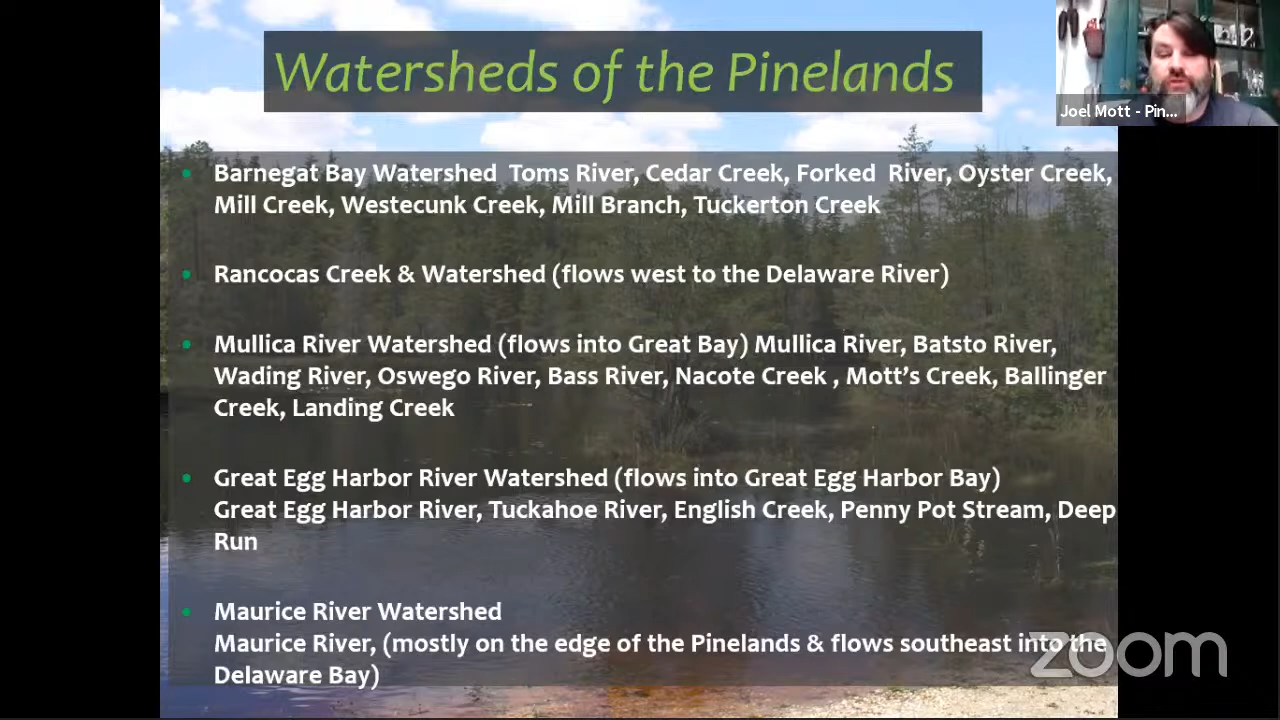 Watersheds of the Pinelands
Joel Mott - Pin...
Barnegat Bay Watershed Toms River, Cedar Creek, Forked River, Oyster Creek,
Mill Creek, Westecunk Creek, Mill Branch, Tuckerton Creek
Rancocas Creek & Watershed (flows west to the Delaware River)
Mullica River Watershed (flows into Great Bay) Mullica River, Batsto River,
Wading River, Oswego River, Bass River, Nacote Creek , Mott’s Creek, Ballinger
Creek, Landing Creek
Great Egg Harbor River Watershed (flows into Great Egg Harbor Bay)
Great Egg Harbor River, Tuckahoe River, English Creek, Penny Pot Stream, Deep
Run
Maurice River Watershed
Maurice River, (mostly on the edge of the Pinelands & flows southeast into the
Delaware Bay)
zoom